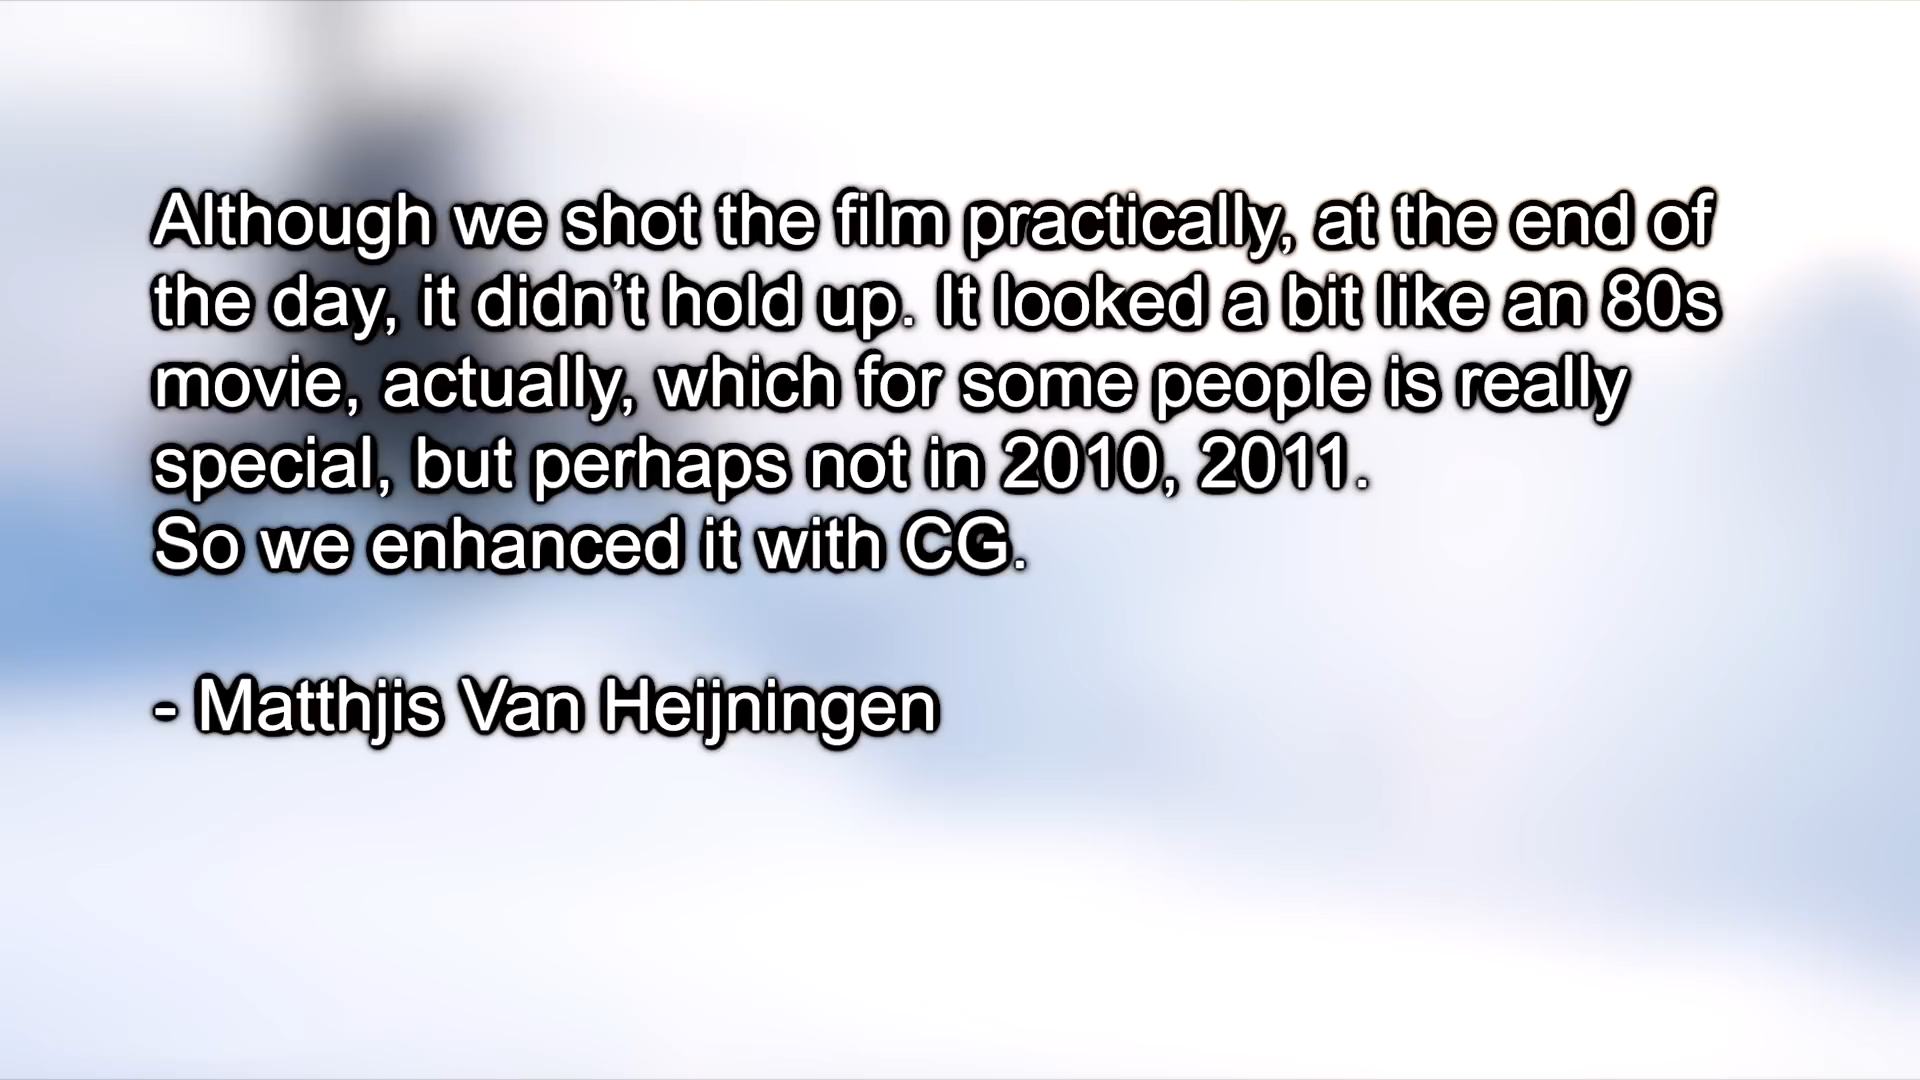 Although we shot the film practically, at the end of
the day, it didn’t hold up. It looked a bit like an 80s
movie, actually, which for some people is really
special, but perhaps not in 2010, 2011.
So we enhanced it with CG.
- Matthjis Van Heijningen